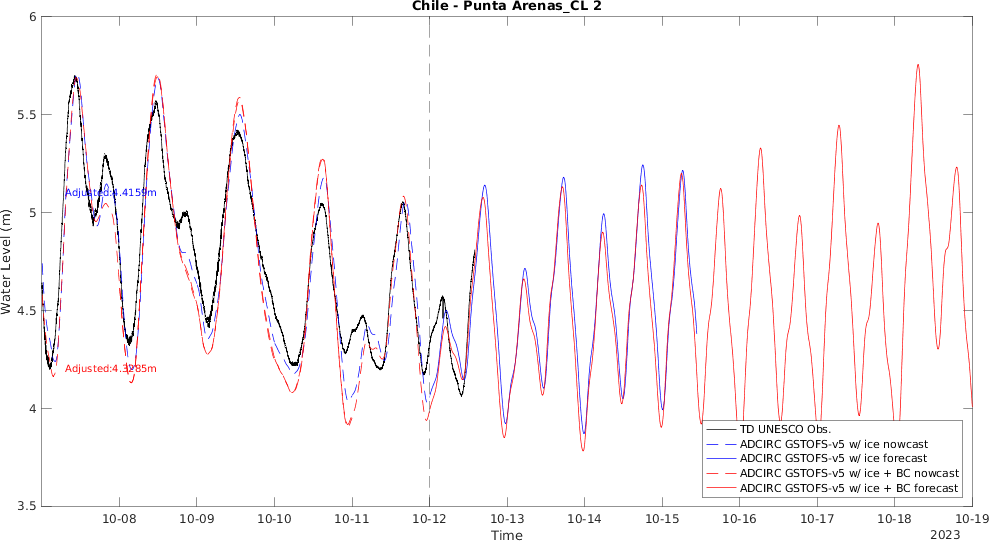 Chile - Punta Arenas_CL 2
6
5.5
5
4.5
4
3.5
Water Level (m)
Adjusted:4.4159m
Adjusted:4.3985m
TD UNESCO Obs.
ADCIRC GSTOFS-v5 w/ ice nowcast
ADCIRC GSTOFS-v5 w/ ice forecast
ADCIRC GSTOFS-v5 w/ ice + BC nowcast
ADCIRC GSTOFS-v5 w/ ice + BC forecast
10-08 10-09 10-10 10-11 10-12 10-13 10-14 10-15 10-16 10-17 10-18 10-19
Time
2023